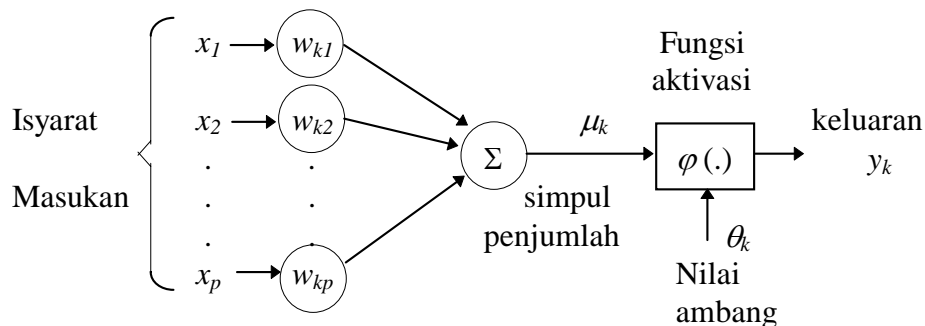 Isyarat
Masukan
x1
x2
.
.
.
xp
wk1
wk2
.
.
.
wkp
Σ
simpul
penjumlah
μk
Fungsi
aktivasi
φ (.)
θk
Nilai
ambang
keluaran
yk